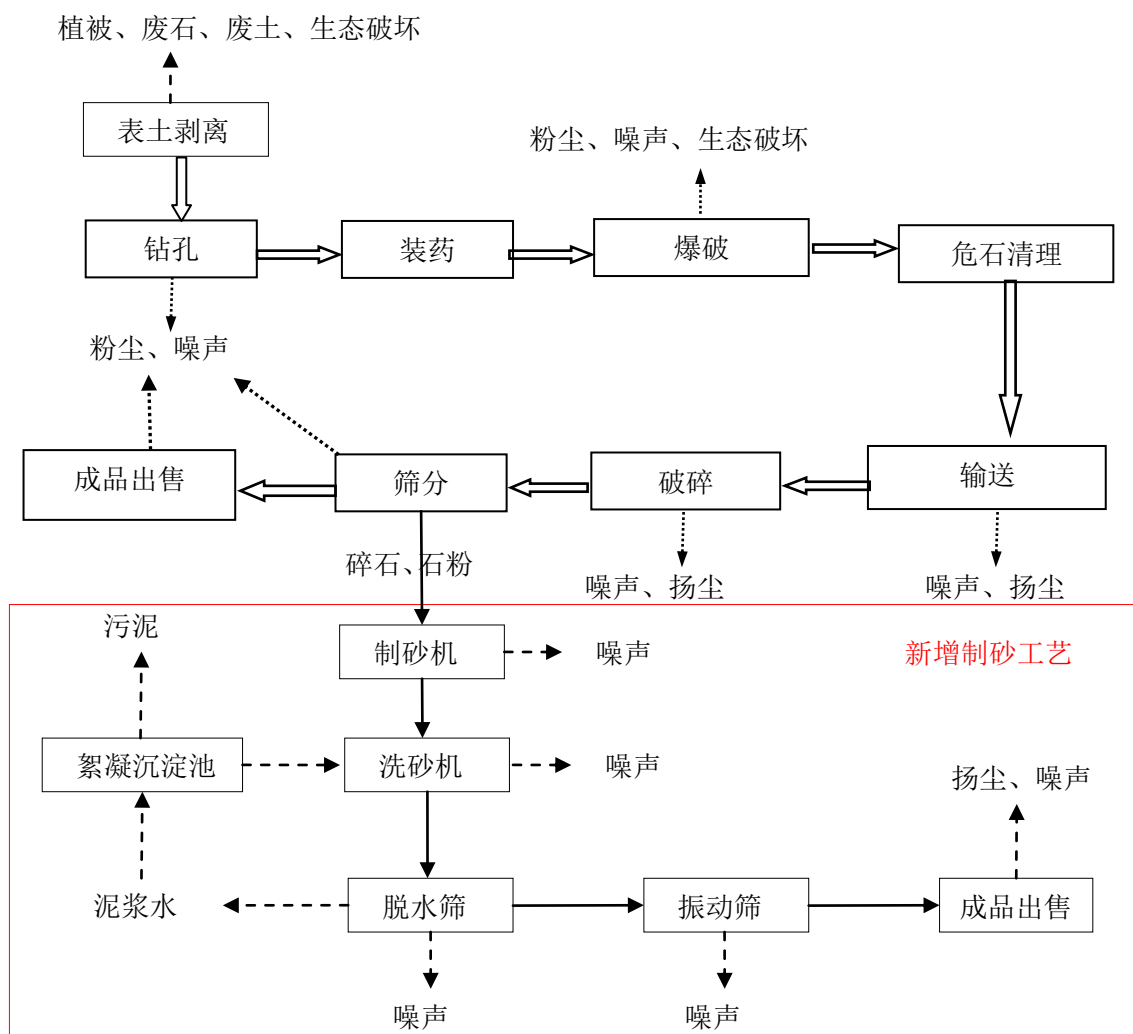 植被、废石、废土、生态破坏
表土剥离
粉尘、噪声、生态破坏
钻孔
装药
爆破
危石清理
粉尘、噪声
成品出售
筛分
破碎
输送
碎石、石粉
噪声、扬尘
噪声、扬尘
污泥
制砂机
噪声
新增制砂工艺
絮凝沉淀池
洗砂机
噪声
扬尘、噪声
泥浆水
脱水筛
振动筛
成品出售
噪声
噪声